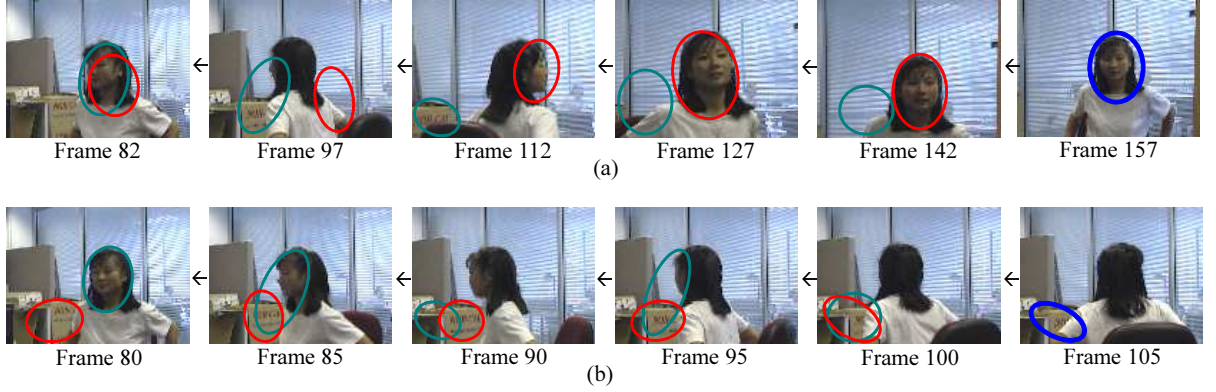 Frame 82 ← Frame 97 ← Frame 112 ← Frame 127 ← Frame 142 ← Frame 157
(a)
Frame 80 ← Frame 85 ← Frame 90 ← Frame 95 ← Frame 100 ← Frame 105
(b)